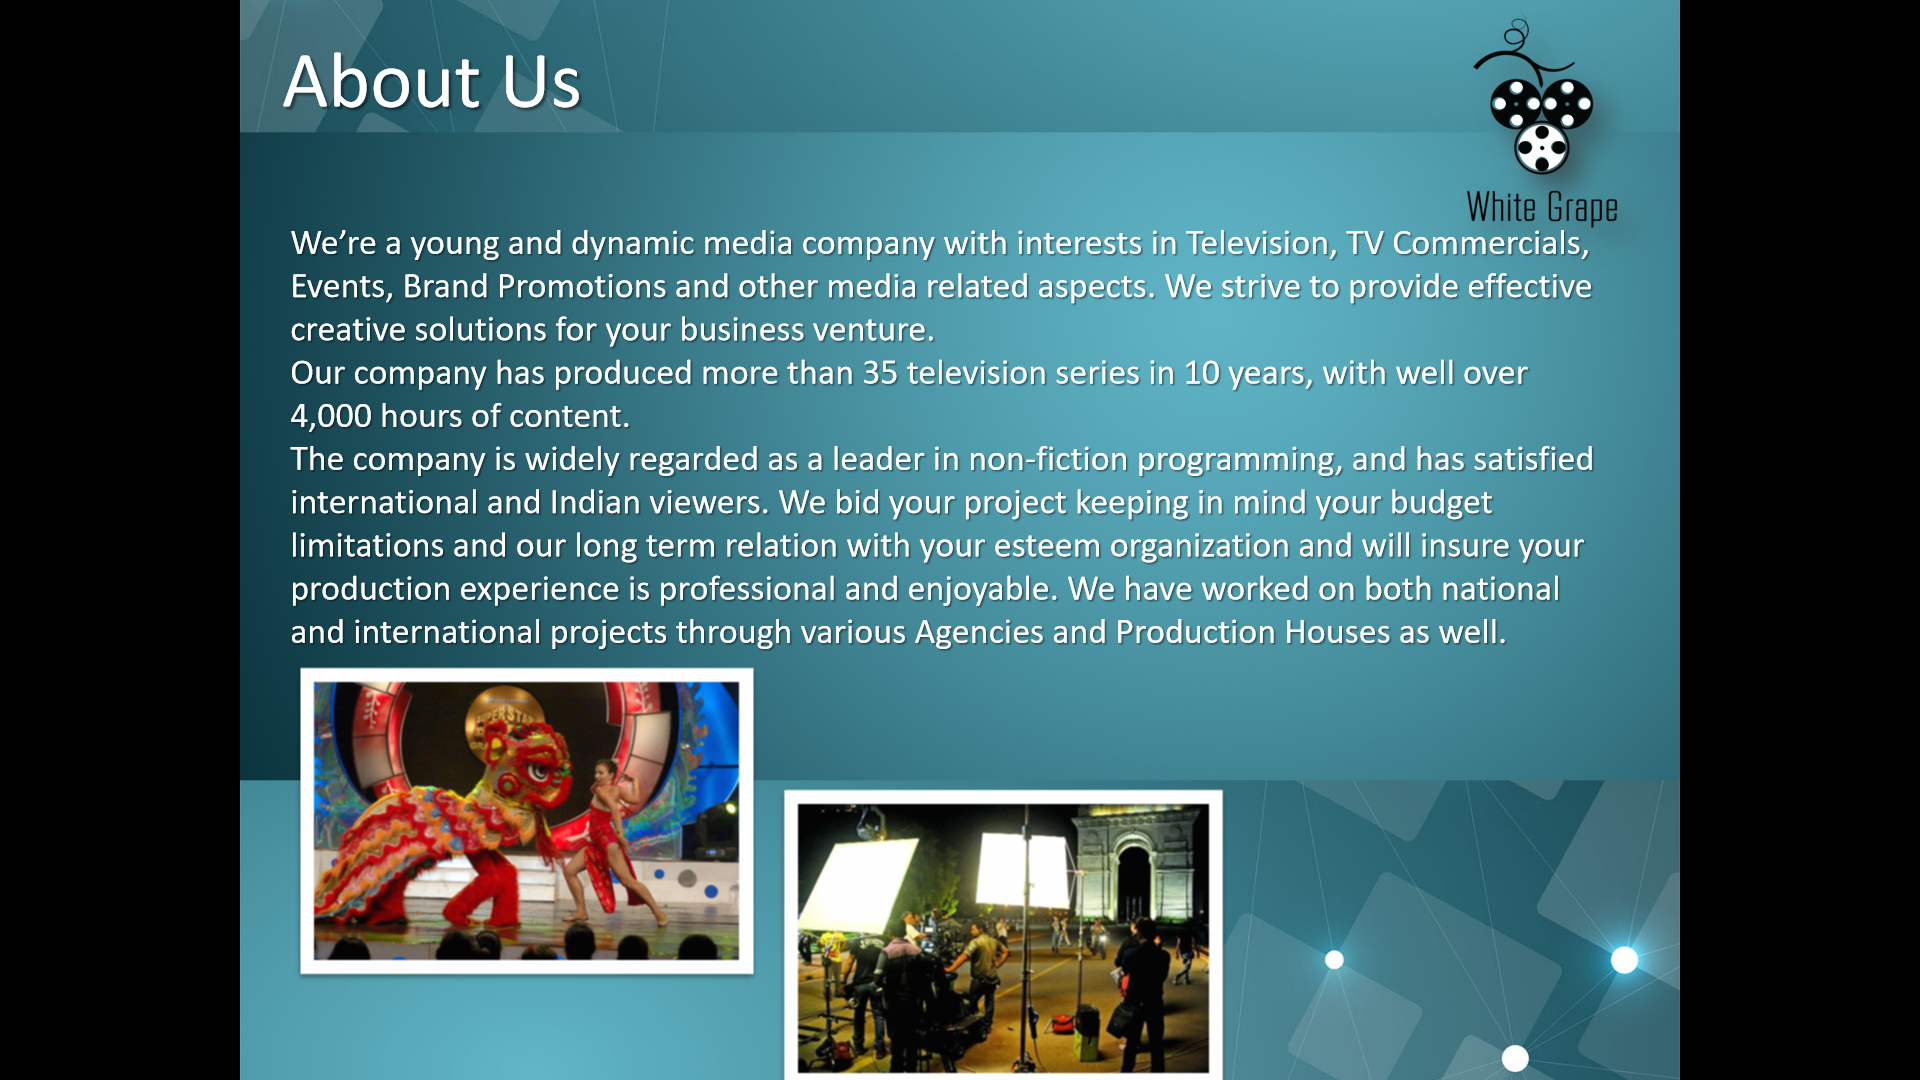 About Us
White Grape
We’re a young and dynamic media company with interests in Television, TV Commercials,
Events, Brand Promotions and other media related aspects. We strive to provide effective
creative solutions for your business venture.
Our company has produced more than 35 television series in 10 years, with well over
4,000 hours of content.
The company is widely regarded as a leader in non-fiction programming, and has satisfied
international and Indian viewers. We bid your project keeping in mind your budget
limitations and our long term relation with your esteem organization and will insure your
production experience is professional and enjoyable. We have worked on both national
and international projects through various Agencies and Production Houses as well.